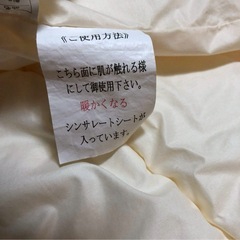 《ご使用方法》
こちら面に肌が触れる様
にして御使用下さい。
暖かくなる
シンサレートシートが
入っています。